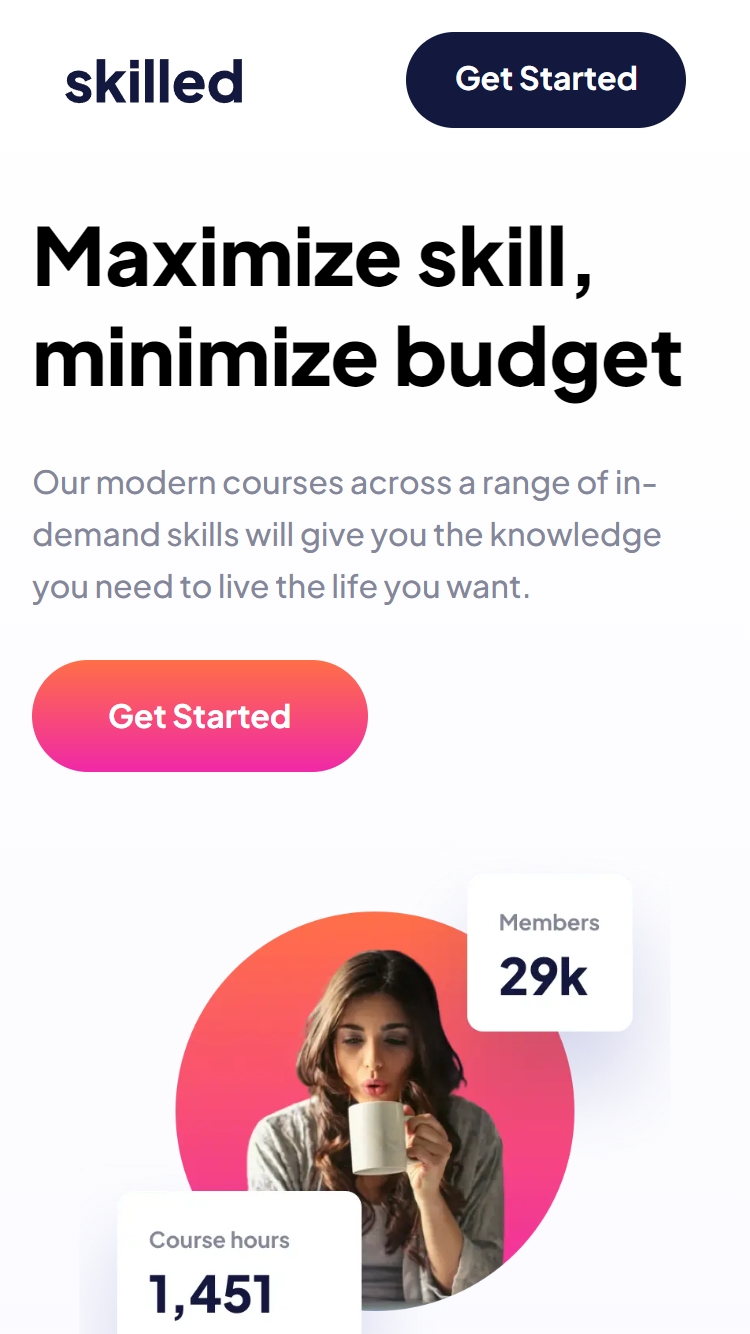 skilled
Get Started
Maximize skill,
minimize budget
Our modern courses across a range of in-
demand skills will give you the knowledge
you need to live the life you want.
Get Started
Members
29k
Course hours
1,451